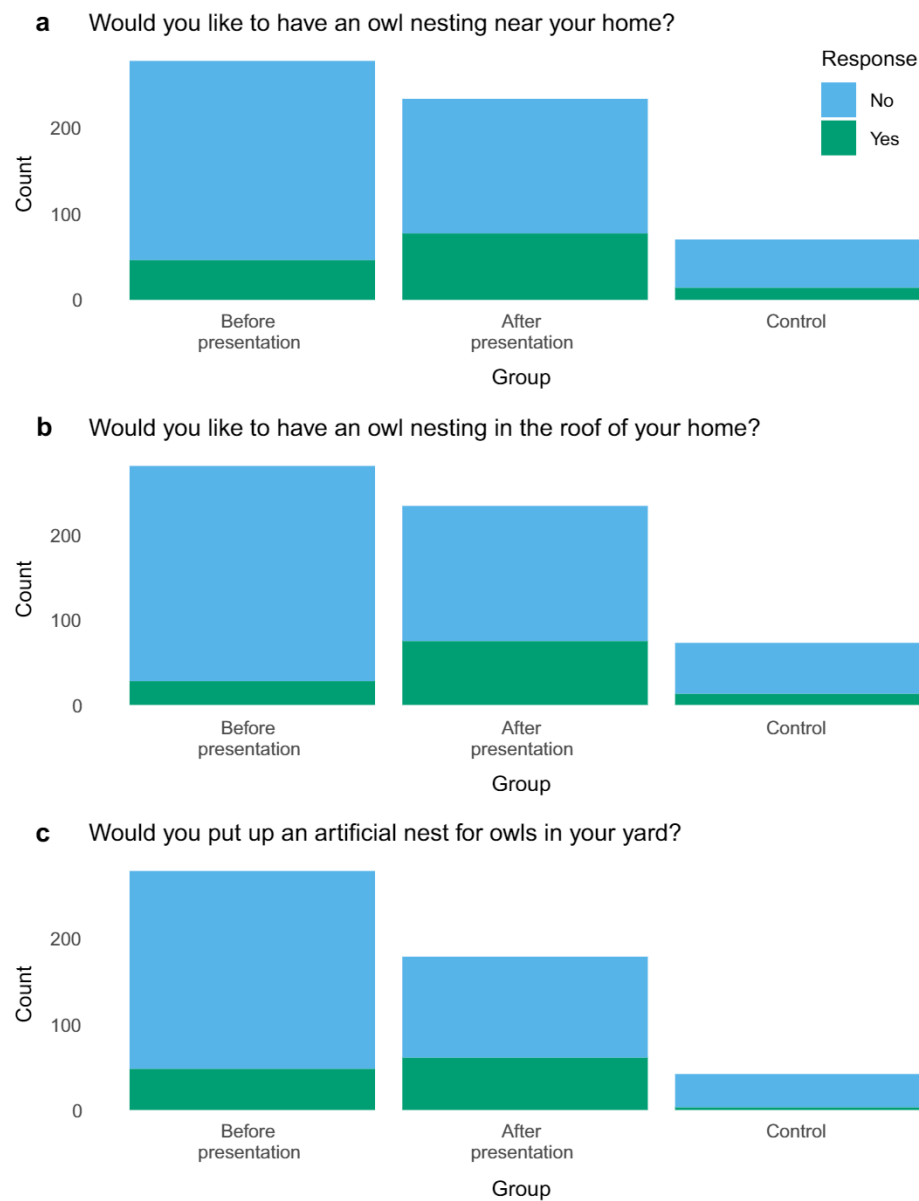 a Would you like to have an owl nesting near your home?
Response
No
Yes
Count
200
100
0
Before
presentation
After
presentation
Control
Group
b Would you like to have an owl nesting in the roof of your home?
Count
200
100
0
Before
presentation
After
presentation
Control
Group
c Would you put up an artificial nest for owls in your yard?
Count
200
100
0
Before
presentation
After
presentation
Control
Group